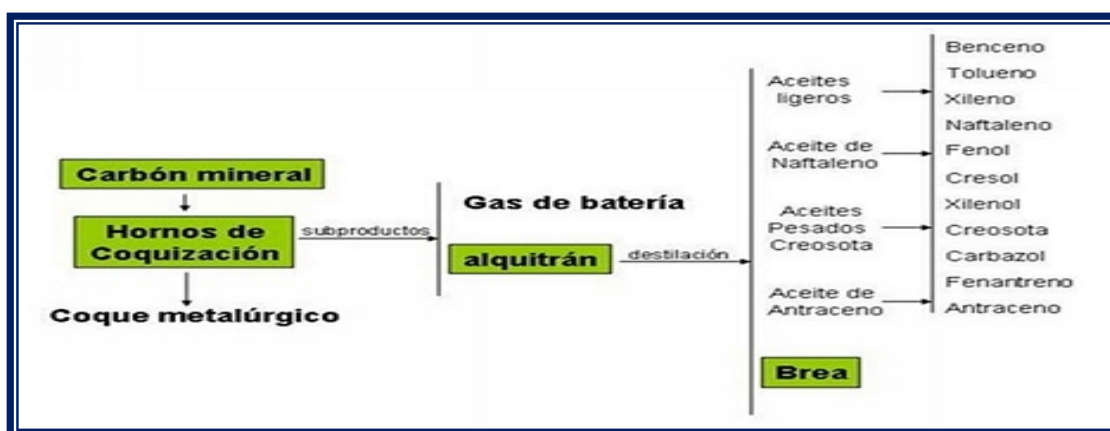 Carbón mineral
Hornos de
Coquización
Coque metalúrgico
subproductos
Gas de batería
alquitrán
destilación
Aceites
ligeros
Aceite de
Naftaleno
Aceites
Pesados
Creosota
Aceite de
Antraceno
Brea
Benceno
Tolueno
Xileno
Naftaleno
Fenol
Cresol
Xilenol
Creosota
Carbazol
Fenantreno
Antraceno